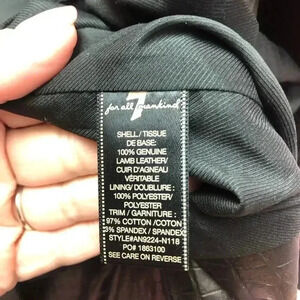 7
for all mankind
SHELL/TISSUE
DE BASE:
100% GENUINE
LAMB LEATHER/
CUIR D'AGNEAU
VÉRITABLE
LINING/DOUBLURE:
100% POLYESTER/
POLYESTER
TRIM / GARNITURE:
97% COTTON /COTON
3% SPANDEX / SPANDEX
STYLE#AN9224-N118
PO# 1863100
SEE CARE ON REVERSE